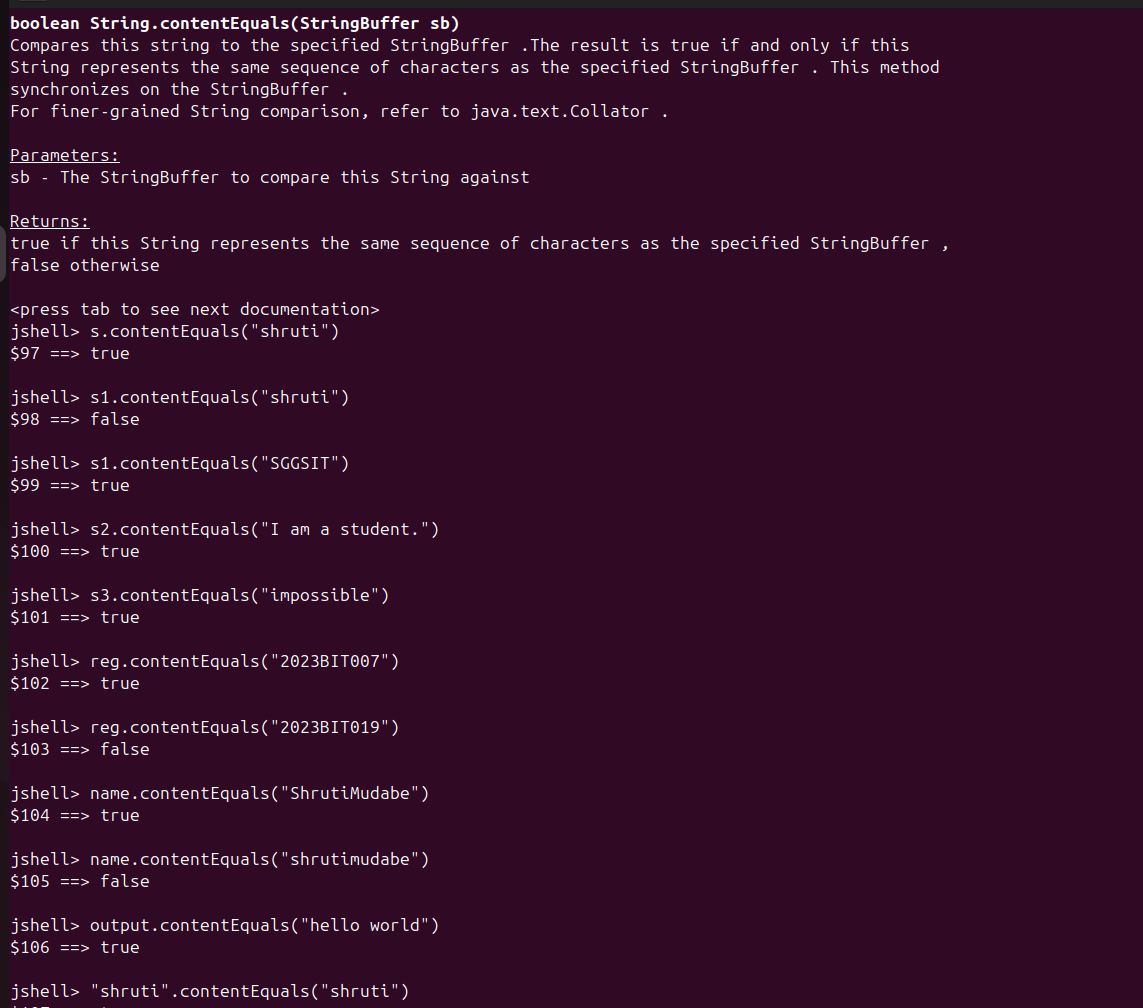 boolean String.contentEquals(StringBuffer sb)
Compares this string to the specified StringBuffer .The result is true if and only if this
String represents the same sequence of characters as the specified StringBuffer . This method
synchronizes on the StringBuffer .
For finer-grained String comparison, refer to java.text.Collator .
Parameters:
sb - The StringBuffer to compare this String against
Returns:
true if this String represents the same sequence of characters as the specified StringBuffer ,
false otherwise
<press tab to see next documentation>
jshell> s.contentEquals("shruti")
$97 ==> true
jshell> s1.contentEquals("shruti")
$98 ==> false
jshell> s1.contentEquals("SGGSIT")
$99 ==> true
jshell> s2.contentEquals("I am a student.")
$100 ==> true
jshell> s3.contentEquals("impossible")
$101 ==> true
jshell> reg.contentEquals("2023BIT007")
$102 ==> true
jshell> reg.contentEquals("2023BIT019")
$103 ==> false
jshell> name.contentEquals("ShrutiMudabe")
$104 ==> true
jshell> name.contentEquals("shrutimudabe")
$105 ==> false
jshell> output.contentEquals("hello world")
$106 ==> true
jshell> "shruti".contentEquals("shruti")